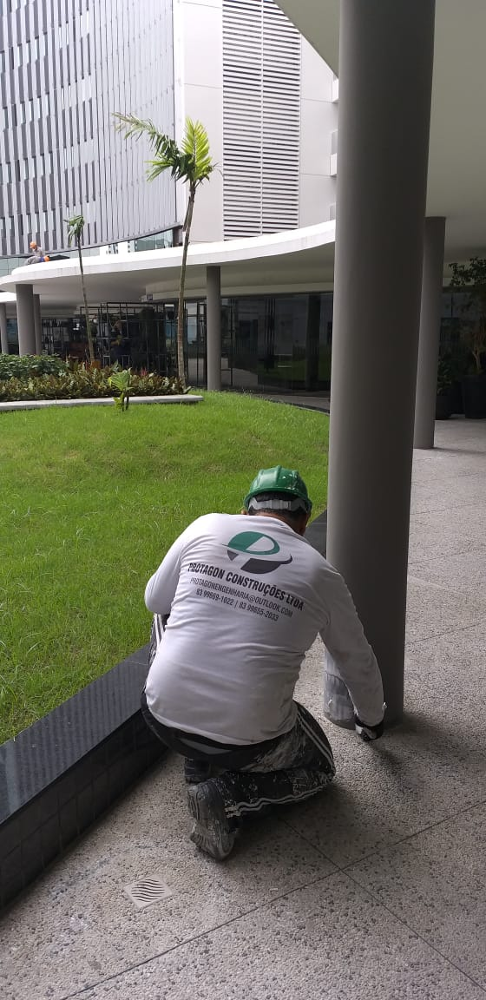 PROTAGON CONSTRUÇÕES LTDA
PROTAGONENGENHARIA@OUTLOOK.COM
83 99669-1022 / 83 99655-2033